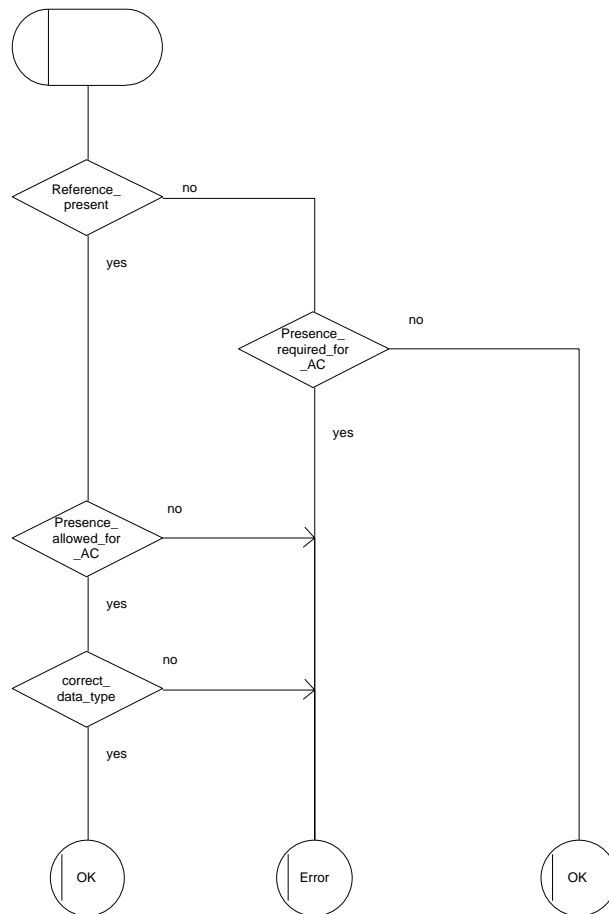 Reference_
present
no
yes
Presence_
required_for
_AC
no
yes
Presence_
allowed_for
_AC
no
yes
correct_
data_type
no
yes
OK
Error
OK